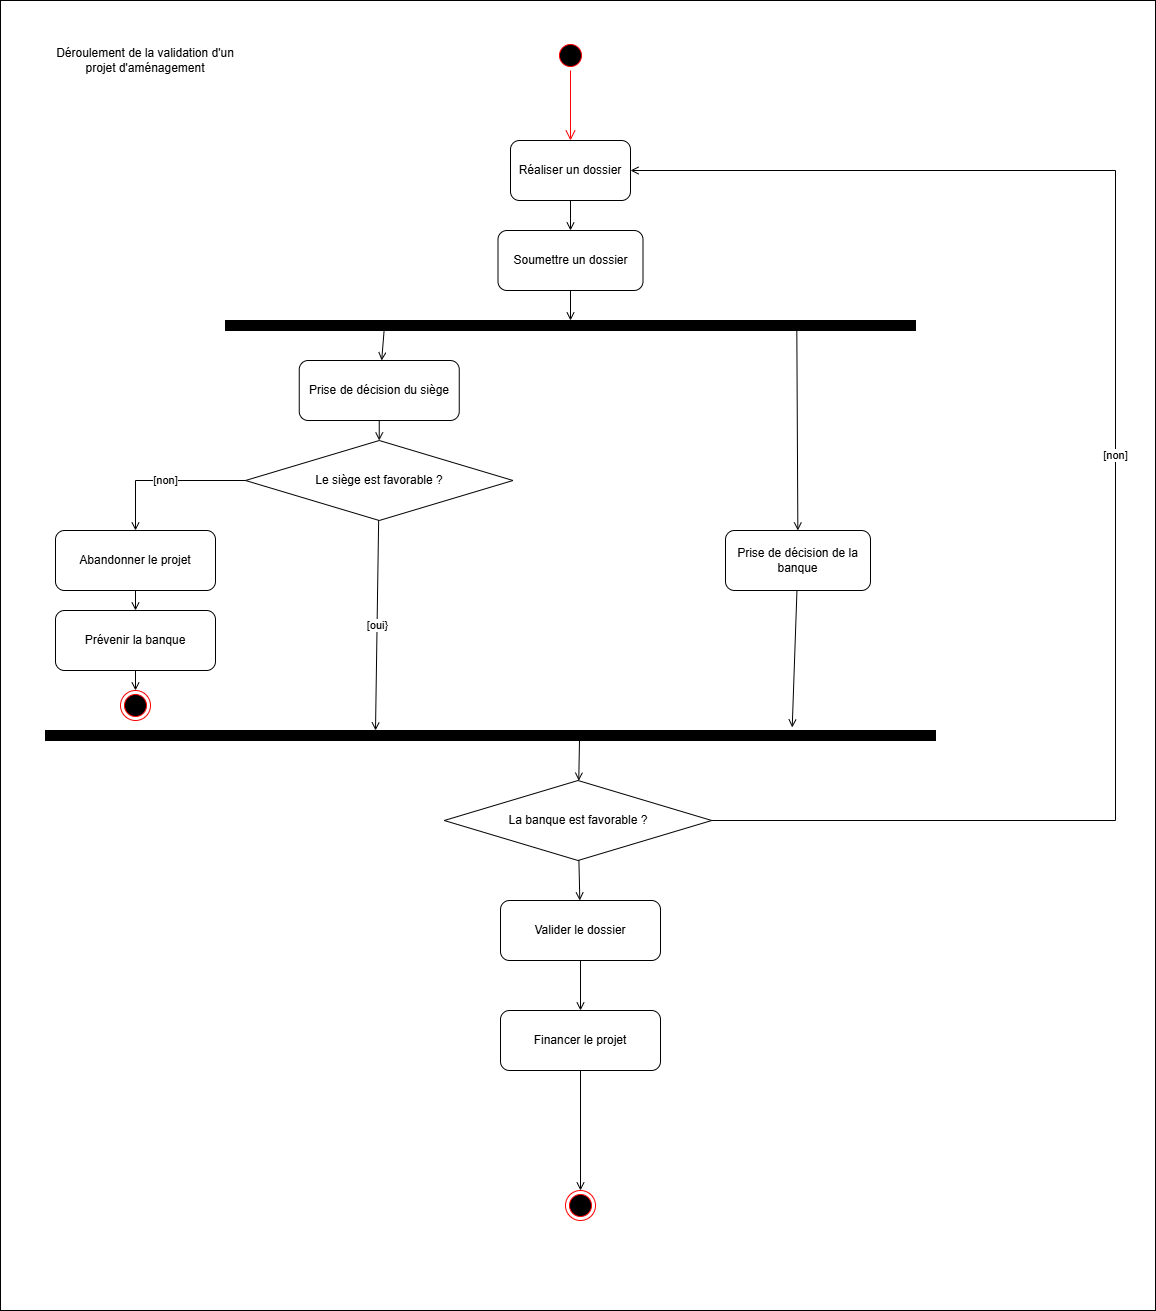 Déroulement de la validation d'un
projet d'aménagement
Réaliser un dossier
Soumettre un dossier
Prise de décision du siège
[non]
Le siège est favorable ?
[non]
Abandonner le projet
Prise de décision de la
banque
Prévenir la banque
[oui}
La banque est favorable ?
Valider le dossier
Financer le projet